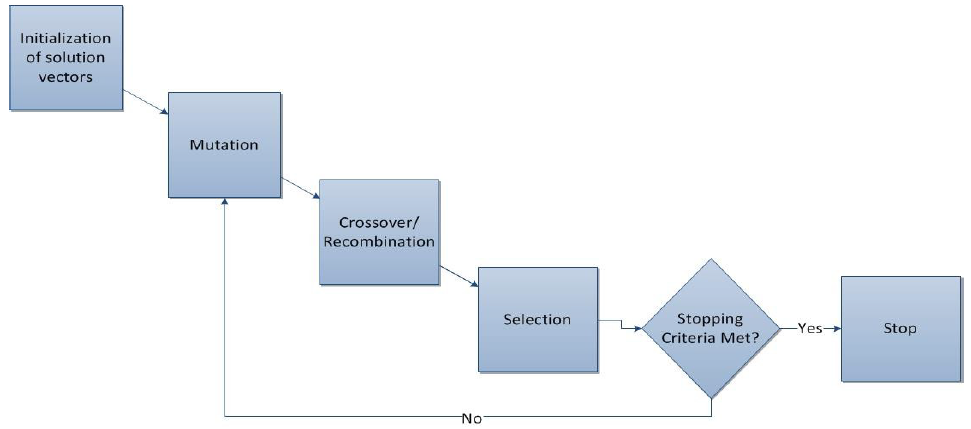 Initialization
of solution
vectors
Mutation
Crossover/
Recombination
Selection
Stopping
Criteria Met?
Yes
Stop
No